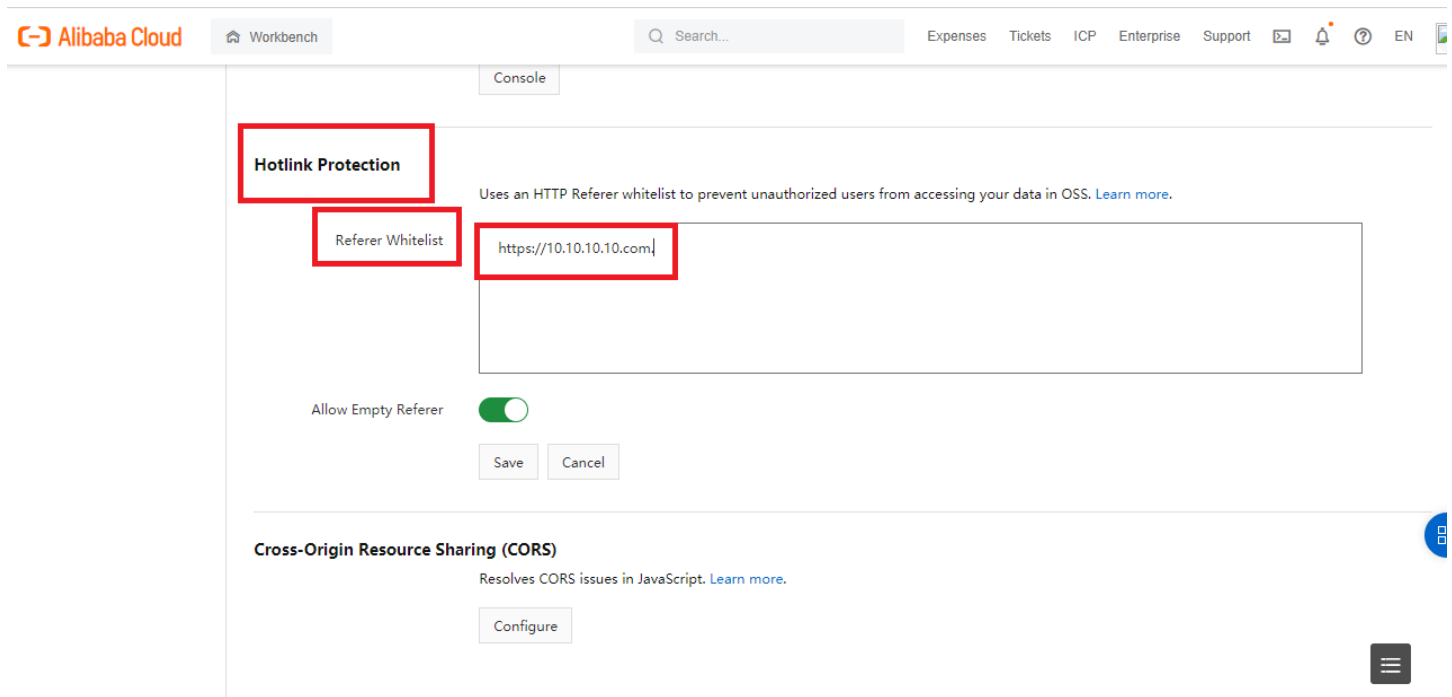 Alibaba Cloud Workbench Search... Expenses Tickets ICP Enterprise Support EN
Console
Hotlink Protection
Uses an HTTP Referer whitelist to prevent unauthorized users from accessing your data in OSS. Learn more.
Referer Whitelist https://10.10.10.10.com.
Allow Empty Referer
Save Cancel
Cross-Origin Resource Sharing (CORS)
Resolves CORS issues in JavaScript. Learn more.
Configure